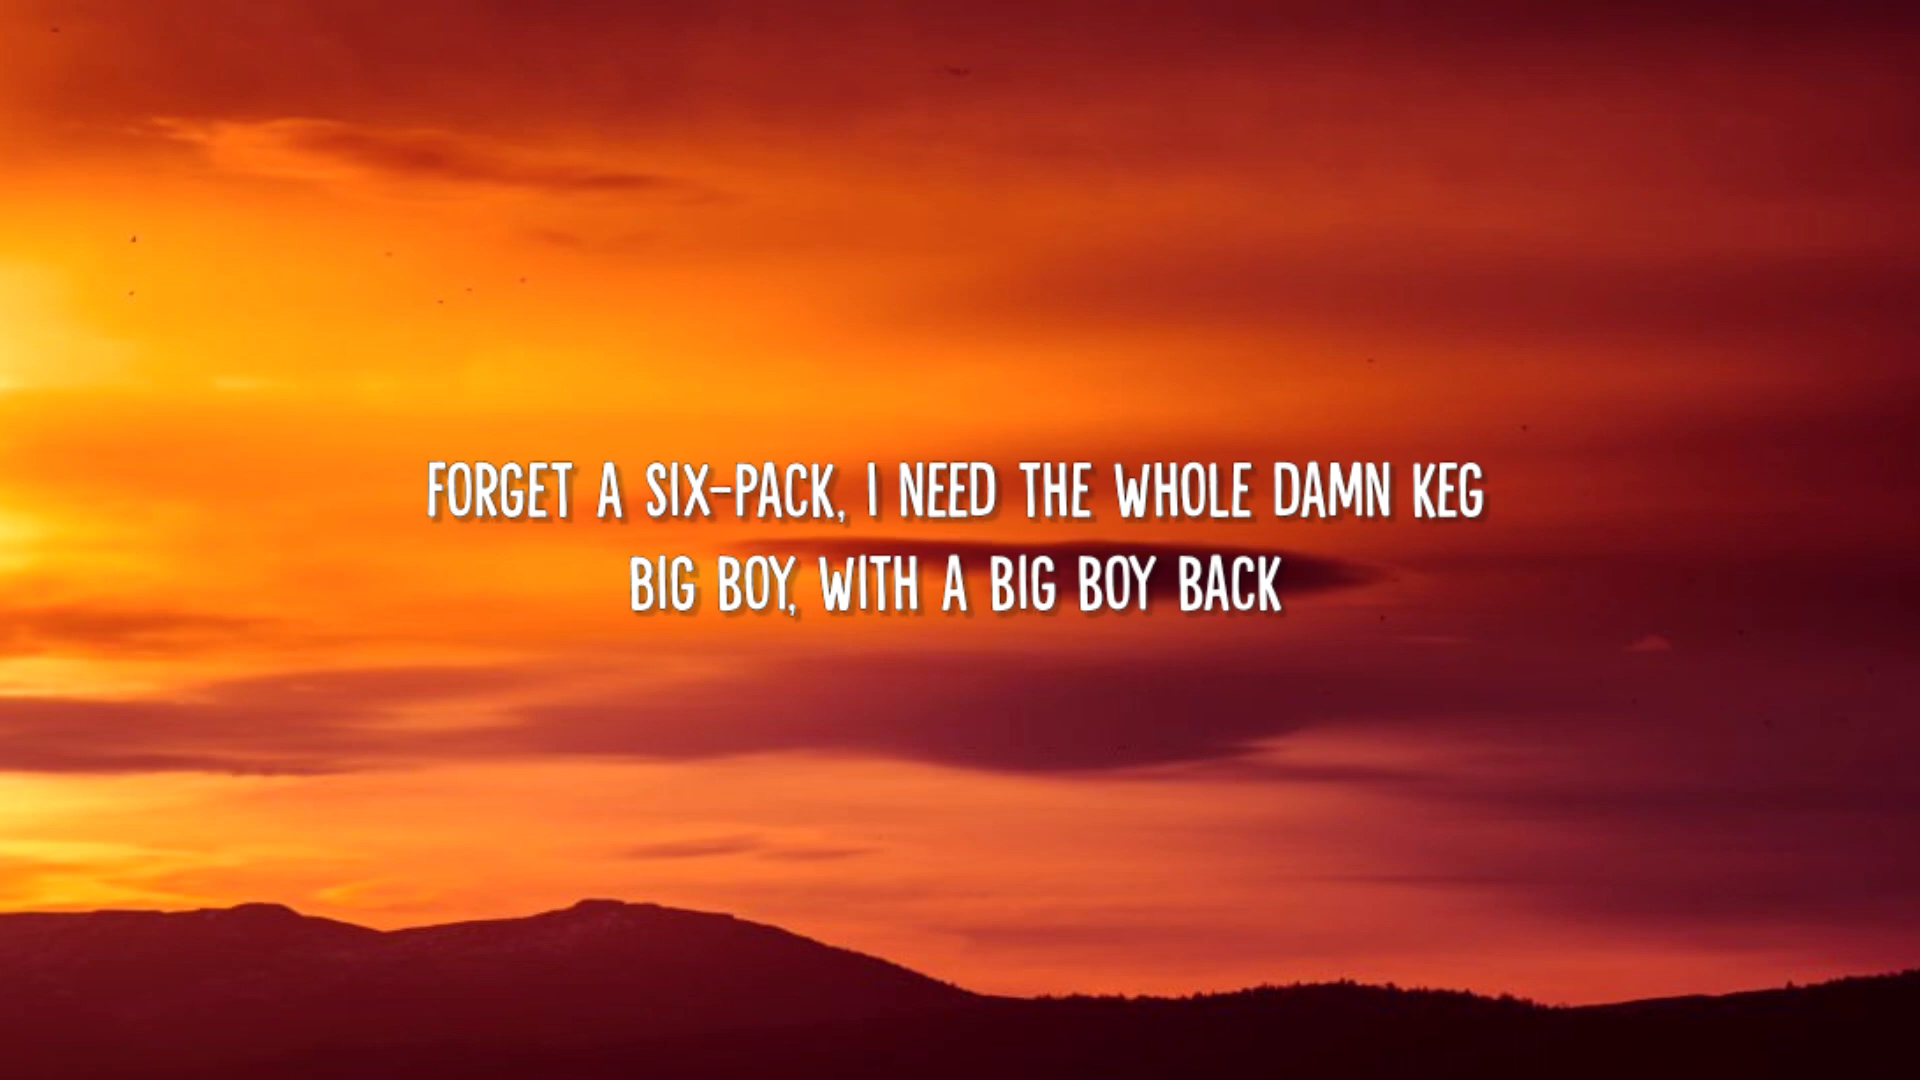 FORGET A SIX-PACK, I NEED THE WHOLE DAMN KEG
BIG BOY, WITH A BIG BOY BACK